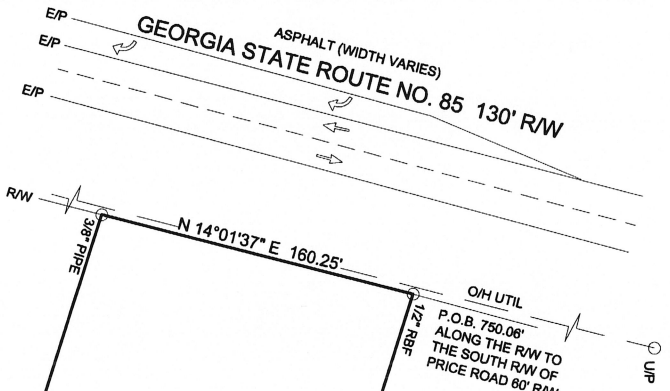 E/P
E/P
E/P
ASPHALT (WIDTH VARIES)
GEORGIA STATE ROUTE NO. 85 130' R/W
R/W
3/8" PIPE
N 14°01'37" E 160.25'
O/H UTIL
1/2" RBF
P.O.B. 750.06'
ALONG THE R/W TO
THE SOUTH R/W OF
PRICE ROAD 60' R/W
U/P